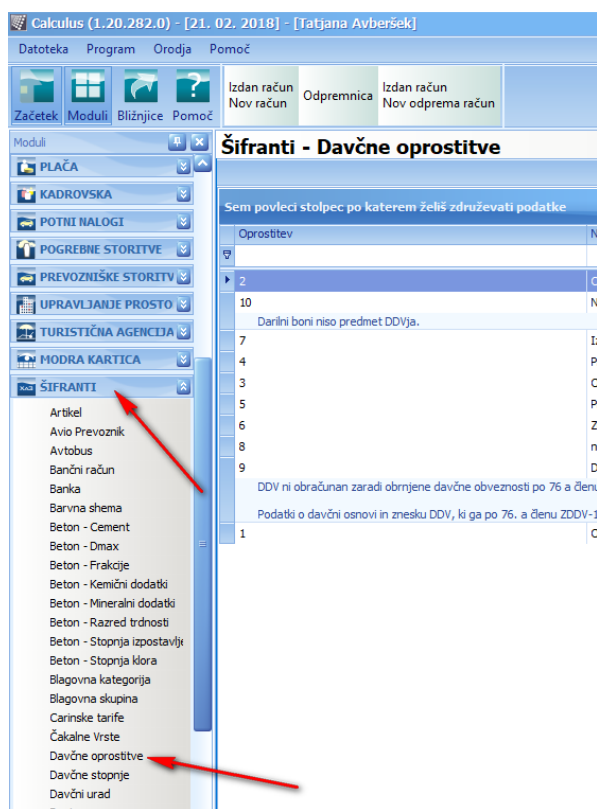 Calculus (1.20.282.0) - [21. 02. 2018] - [Tatjana Avberšek]
Datoteka Program Orodja Pomoč
Začetek Moduli Bližnjice Pomoč
Izdan račun
Nov račun
Odpremnica
Izdan račun
Nov odprema račun
Moduli
PLAČA
KADROVSKA
POTNI NALOGI
POGREBNE STORITVE
PREVOZNIŠKE STORITV
UPRAVLJANJE PROSTO
TURISTIČNA AGENCIJA
MODRA KARTICA
ŠIFRANTI
Artikel
Avio Prevoznik
Avtobus
Bančni račun
Banka
Barvna shema
Beton - Cement
Beton - Dmax
Beton - Frakcije
Beton - Kemični dodatki
Beton - Mineralni dodatki
Beton - Razred trdnosti
Beton - Stopnja izpostavlje
Beton - Stopnja klora
Blagovna kategorija
Blagovna skupina
Carinske tarife
Čakalne Vrste
Davčne oprostitve
Davčne stopnje
Davčni urad
Šifranti - Davčne oprostitve
Sem povleci stolpec po katerem želiš združevati podatke
Oprostitev N
2 O
10 N
Darilni boni niso predmet DDVja.
7 Iz
4 P
3 O
5 P
6 Z
8 n
9 D
DDV ni obračunan zaradi obrnjene davčne obveznosti po 76 a členu
Podatki o davčni osnovi in znesku DDV, ki ga po 76. a členu ZDDV-1
1 O